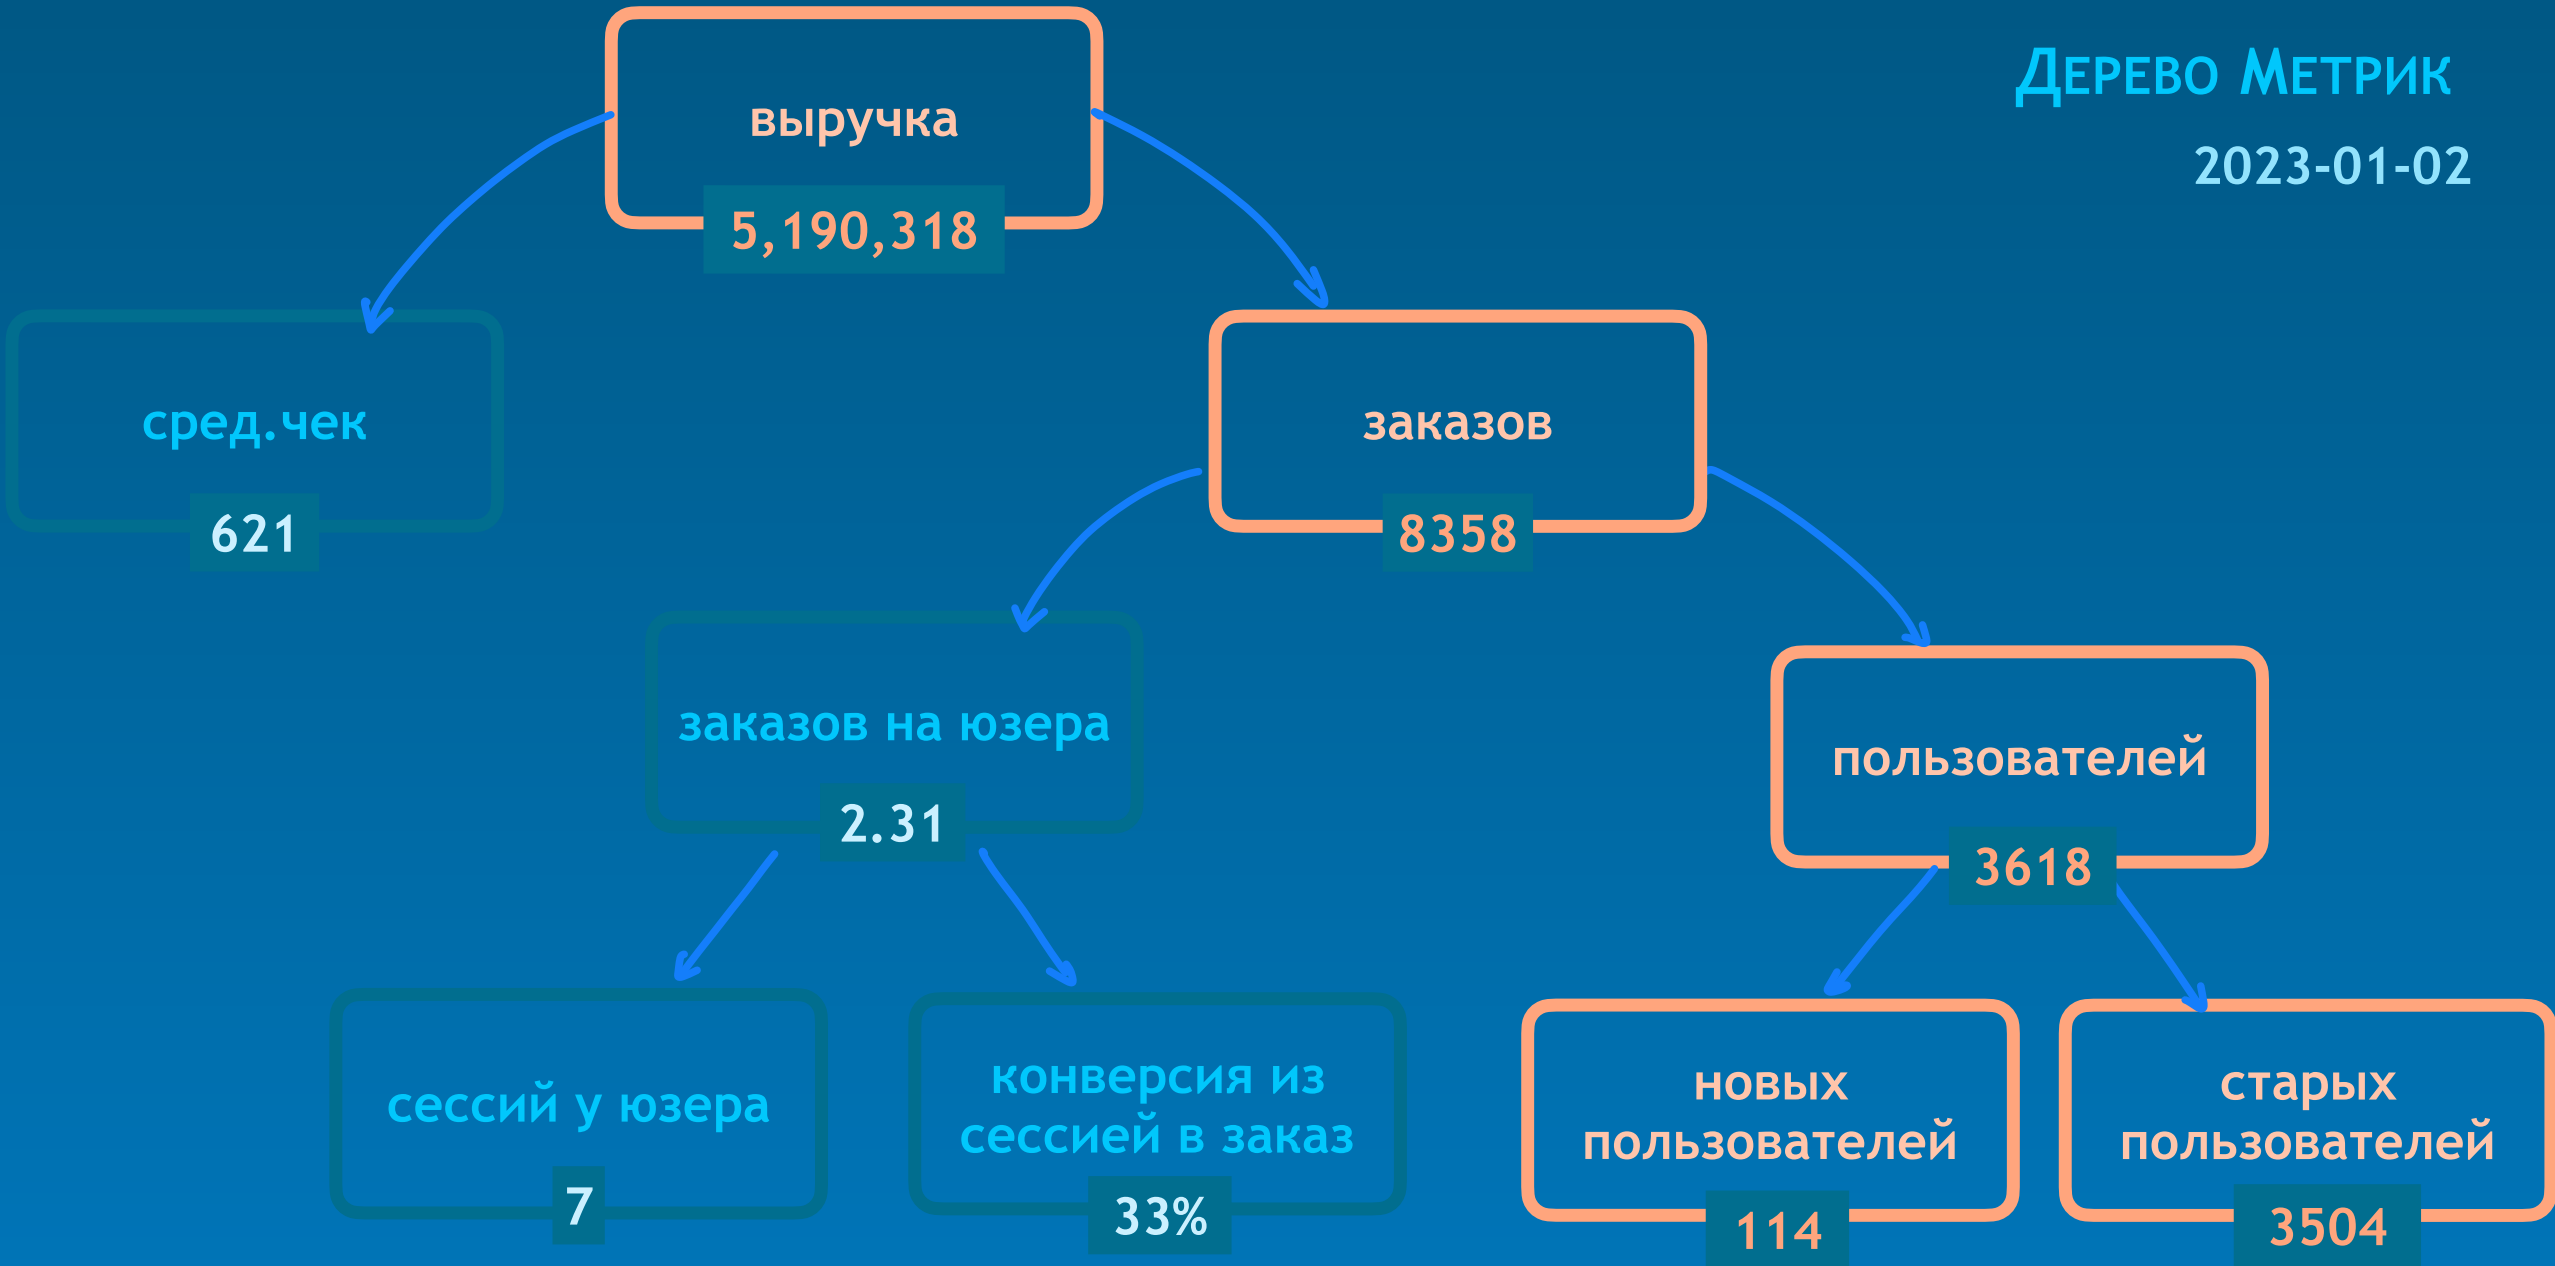 Дерево Метрик
2023-01-02
выручка
5,190,318
сред.чек
621
заказов
8358
заказов на юзера
2.31
пользователей
3618
сессий у юзера
7
конверсия из
сессией в заказ
33%
новых
пользователей
114
старых
пользователей
3504